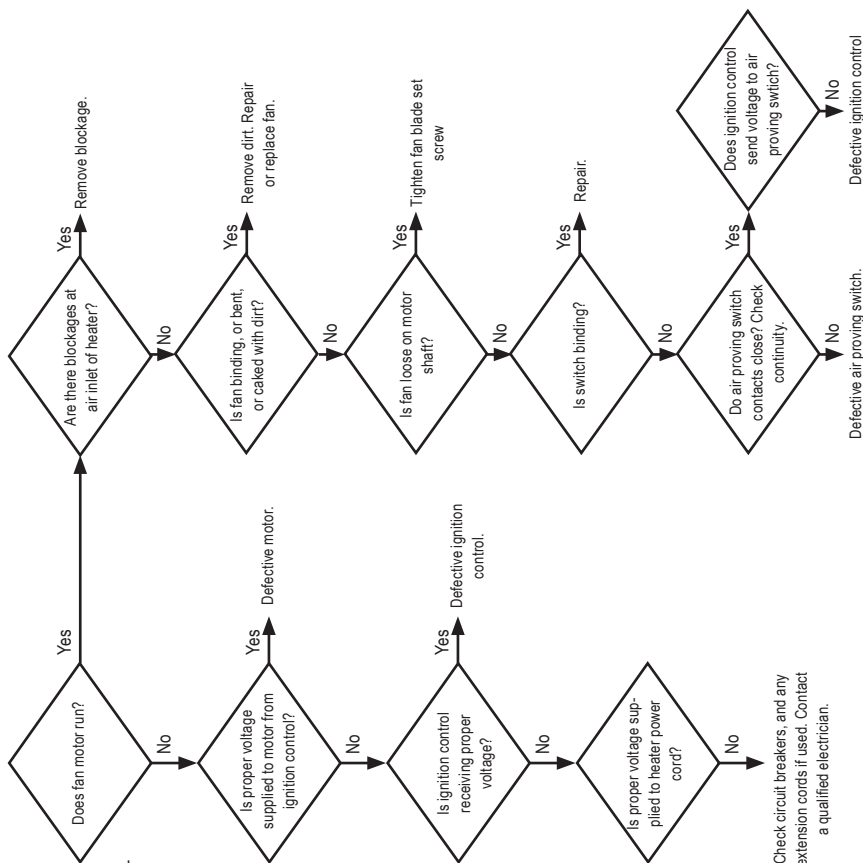 Does fan motor run?
Yes
No
Is proper voltage
supplied to motor from
ignition control?
Yes
Defective motor.
No
Is ignition control
receiving proper
voltage?
Yes
Defective ignition
control.
No
Is proper voltage sup-
plied to heater power
cord?
No
Check circuit breakers, and any
extension cords if used. Contact
a qualified electrician.
Are there blockages at
air inlet of heater?
Yes
Remove blockage.
No
Is fan binding, or bent,
or caked with dirt?
Yes
Remove dirt. Repair
or replace fan.
No
Is fan loose on motor
shaft?
Yes
Tighten fan blade set
screw
No
Is switch binding?
Yes
Repair.
No
Do air proving switch
contacts close? Check
continuity.
Yes
No
Defective air proving switch.
Does ignition control
send voltage to air
proving swtich?
No
Defective ignition control